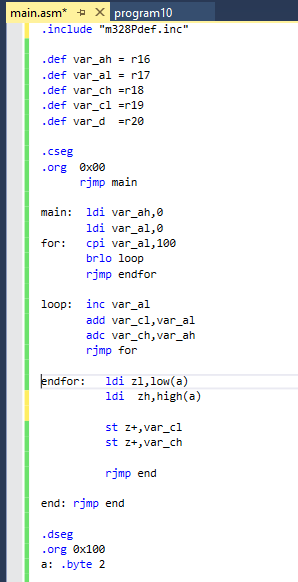 main.asm* program10
.include "m328Pdef.inc"
.def var_ah = r16
.def var_al = r17
.def var_ch =r18
.def var_cl =r19
.def var_d =r20
.cseg
.org 0x00
rjmp main
main: ldi var_ah,0
ldi var_al,0
for: cpi var_al,100
brlo loop
rjmp endfor
loop: inc var_al
add var_cl,var_al
adc var_ch,var_ah
rjmp for
endfor: ldi zl,low(a)
ldi zh,high(a)
st z+,var_cl
st z+,var_ch
rjmp end
end: rjmp end
.dseg
.org 0x100
a: .byte 2